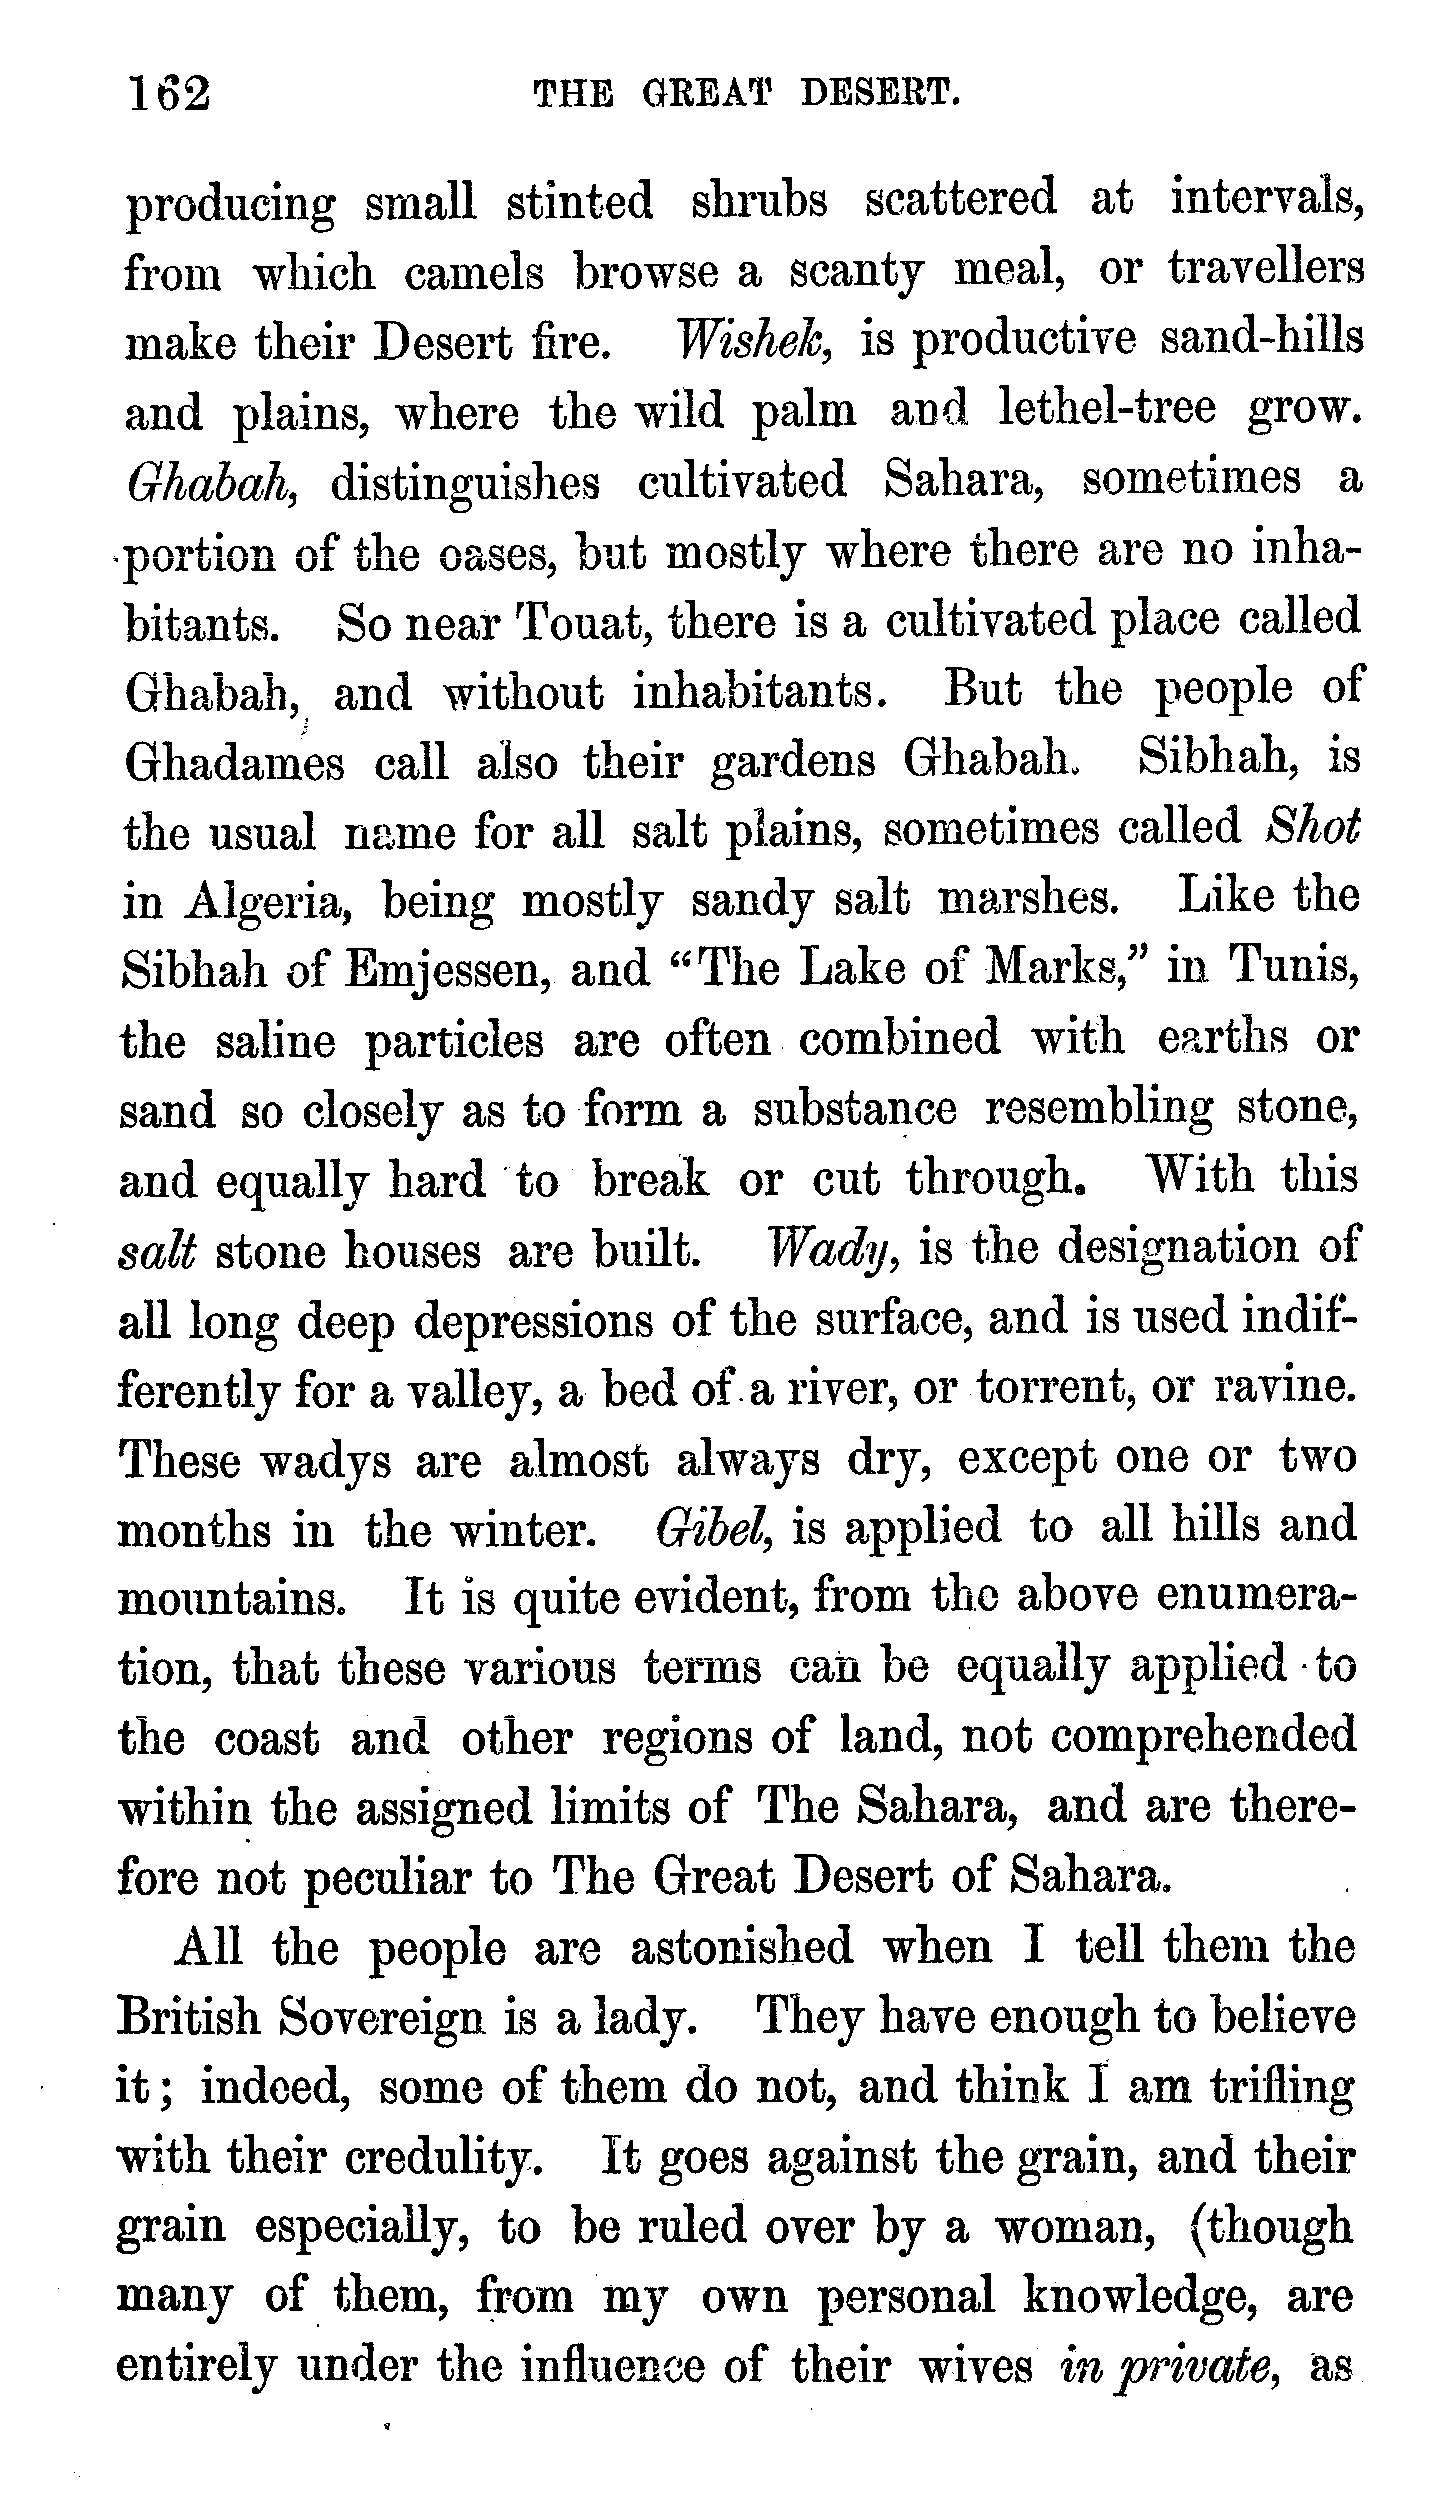 162 THE GREAT DESERT.
producing small stinted shrubs scattered at intervals,
from which camels browse a scanty meal, or travellers
make their Desert fire. Wishek, is productive sand-hills
and plains, where the wild palm and lethel-tree grow.
Ghabah, distinguishes cultivated Sahara, sometimes a
portion of the oases, but mostly where there are no inha-
bitants. So near Touat, there is a cultivated place called
Ghabah, and without inhabitants. But the people of
Ghadames call also their gardens Ghabah. Sibhah, is
the usual name for all salt plains, sometimes called Shot
in Algeria, being mostly sandy salt marshes. Like the
Sibhah of Emjessen, and "The Lake of Marks," in Tunis,
the saline particles are often combined with earths or
sand so closely as to form a substance resembling stone,
and equally hard to break or cut through. With this
salt stone houses are built. Wady, is the designation of
all long deep depressions of the surface, and is used indif-
ferently for a valley, a bed of a river, or torrent, or ravine.
These wadys are almost always dry, except one or two
months in the winter. Gibel, is applied to all hills and
mountains. It is quite evident, from the above enumera-
tion, that these various terms can be equally applied to
the coast and other regions of land, not comprehended
within the assigned limits of The Sahara, and are there-
fore not peculiar to The Great Desert of Sahara.
All the people are astonished when I tell them the
British Sovereign is a lady. They have enough to believe
it; indeed, some of them do not, and think I am trifling
with their credulity. It goes against the grain, and their
grain especially, to be ruled over by a woman, (though
many of them, from my own personal knowledge, are
entirely under the influence of their wives in private, as